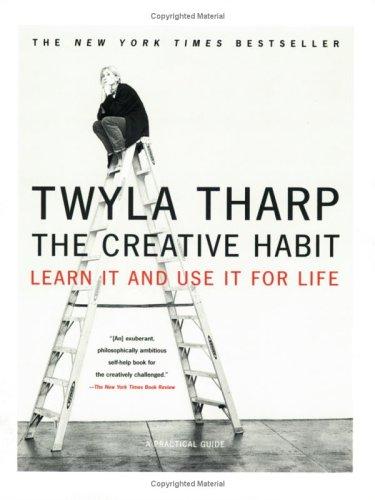 Copyrighted Material
THE NEW YORK TIMES BESTSELLER
TWYLA THARP
THE CREATIVE HABIT
LEARN IT AND USE IT FOR LIFE
"[An] exuberant,
philosophically ambitious
self-help book for
the creatively challenged."
—The New York Times Book Review
A PRACTICAL GUIDE
Copyrighted Material